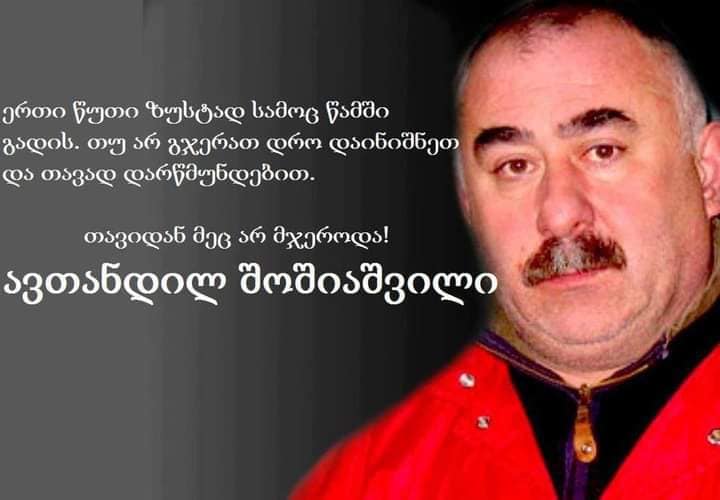 ერთი წუთი ზუსტად სამოც წამში
გადის. თუ არ გჯერათ დრო დაინიშნეთ
და თავად დარწმუნდებით.
თავიდან მეც არ მჯეროდა!
ავთანდილ შოშიაშვილი